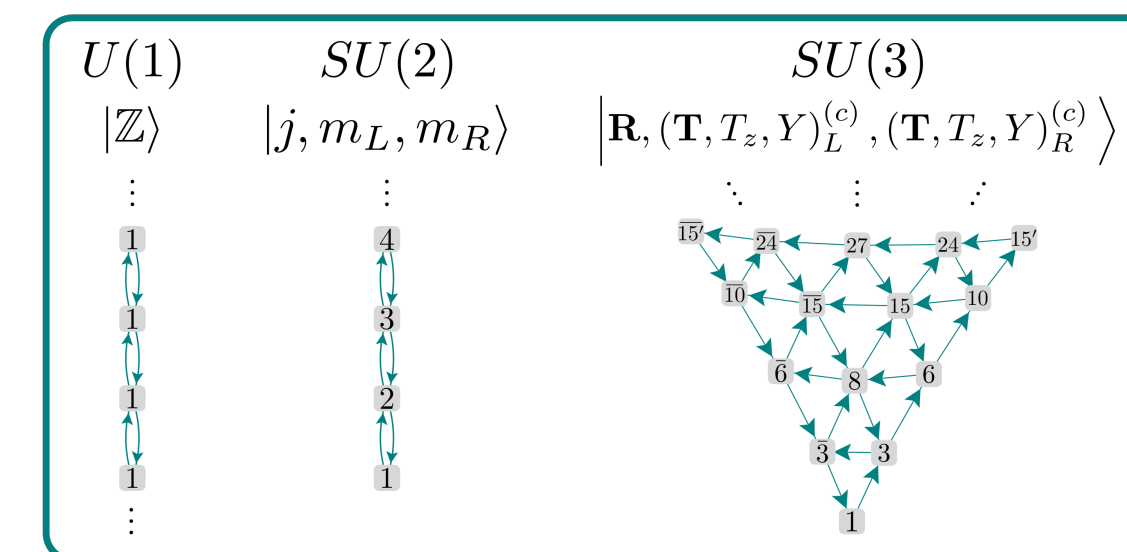 U(1) SU(2) SU(3)
|ℤ⟩ |j, m_L, m_R⟩ |𝐑, (𝐓, T_z, Y)_L^{(c)}, (𝐓, T_z, Y)_R^{(c)}⟩
⋮ ⋮ ⋱ ⋮ ⋰
1 4 \overline{15}' \overline{24} 27 24 15'
1 3 \overline{10} \overline{15} 15 10
1 2 \overline{6} 8 6
1 1 \overline{3} 3
⋮ 1